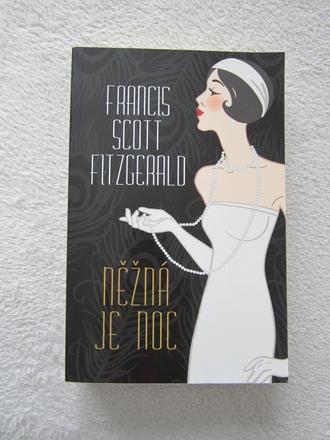 FRANCIS
SCOTT
FITZGERALD
NĚŽNÁ
JE NOC